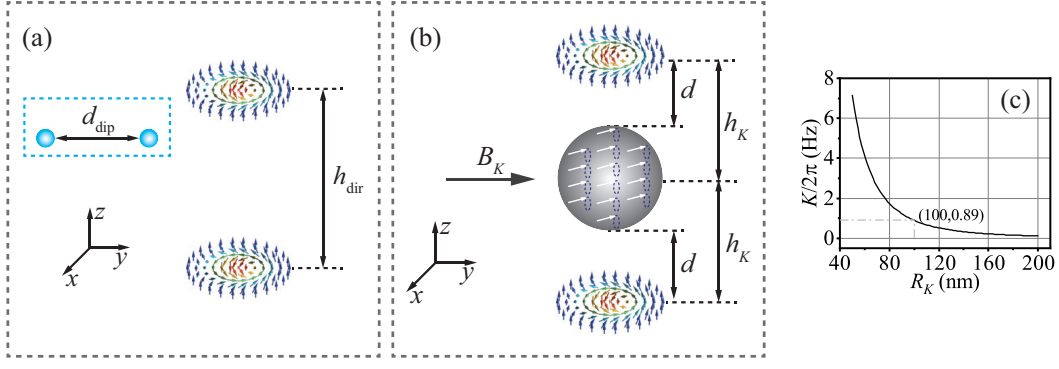 (a)
d_dip
h_dir
z
y
x
(b)
B_K
d
h_K
d
h_K
z
y
x
(c)
K/2π (Hz)
8
6
4
2
0
(100,0.89)
40 80 120 160 200
R_K (nm)